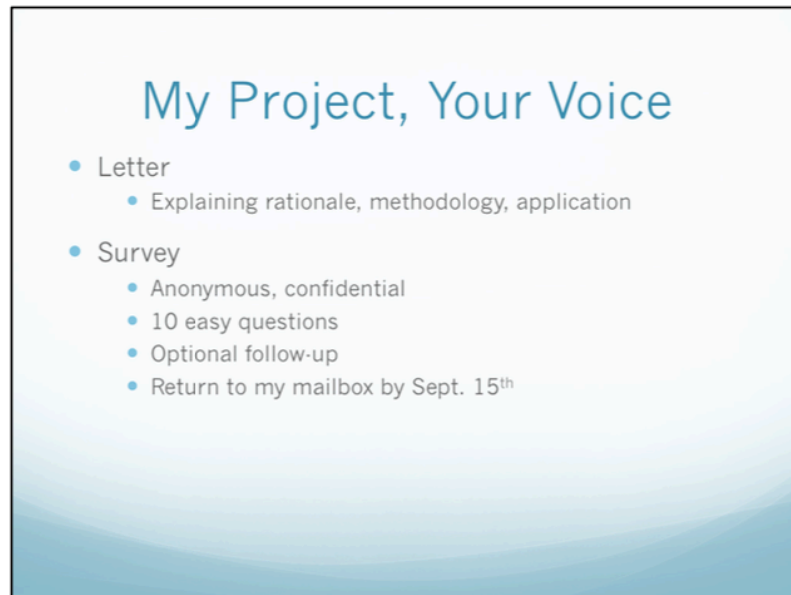 My Project, Your Voice
• Letter
• Explaining rationale, methodology, application
• Survey
• Anonymous, confidential
• 10 easy questions
• Optional follow-up
• Return to my mailbox by Sept. 15th